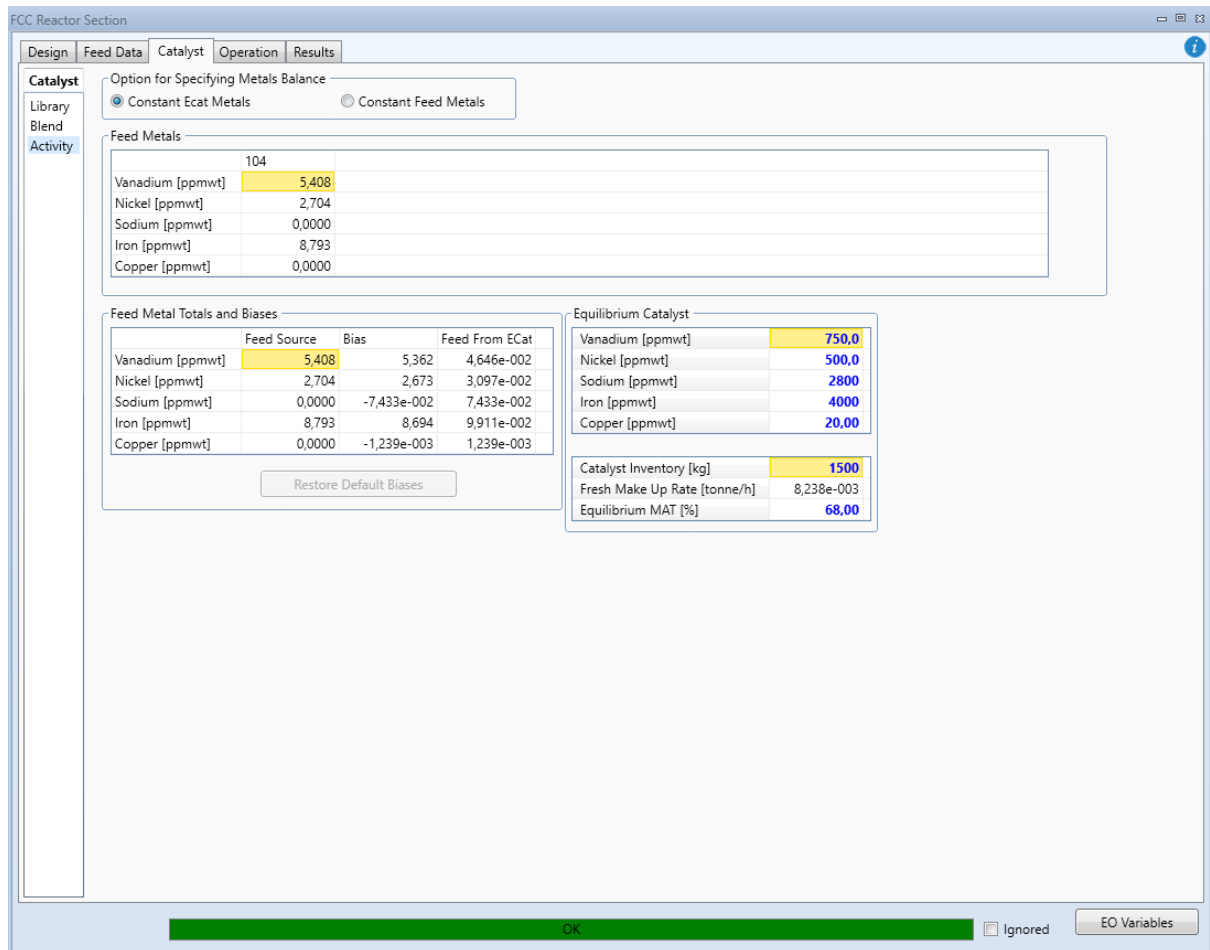 FCC Reactor Section
Design Feed Data Catalyst Operation Results
Catalyst
Library
Blend
Activity
Option for Specifying Metals Balance
Constant Ecat Metals Constant Feed Metals
Feed Metals
104
Vanadium [ppmwt] 5,408
Nickel [ppmwt] 2,704
Sodium [ppmwt] 0,0000
Iron [ppmwt] 8,793
Copper [ppmwt] 0,0000
Feed Metal Totals and Biases
Feed Source Bias Feed From ECat
Vanadium [ppmwt] 5,408 5,362 4,646e-002
Nickel [ppmwt] 2,704 2,673 3,097e-002
Sodium [ppmwt] 0,0000 -7,433e-002 7,433e-002
Iron [ppmwt] 8,793 8,694 9,911e-002
Copper [ppmwt] 0,0000 -1,239e-003 1,239e-003
Restore Default Biases
Equilibrium Catalyst
Vanadium [ppmwt] 750,0
Nickel [ppmwt] 500,0
Sodium [ppmwt] 2800
Iron [ppmwt] 4000
Copper [ppmwt] 20,00
Catalyst Inventory [kg] 1500
Fresh Make Up Rate [tonne/h] 8,238e-003
Equilibrium MAT [%] 68,00
OK
Ignored
EO Variables